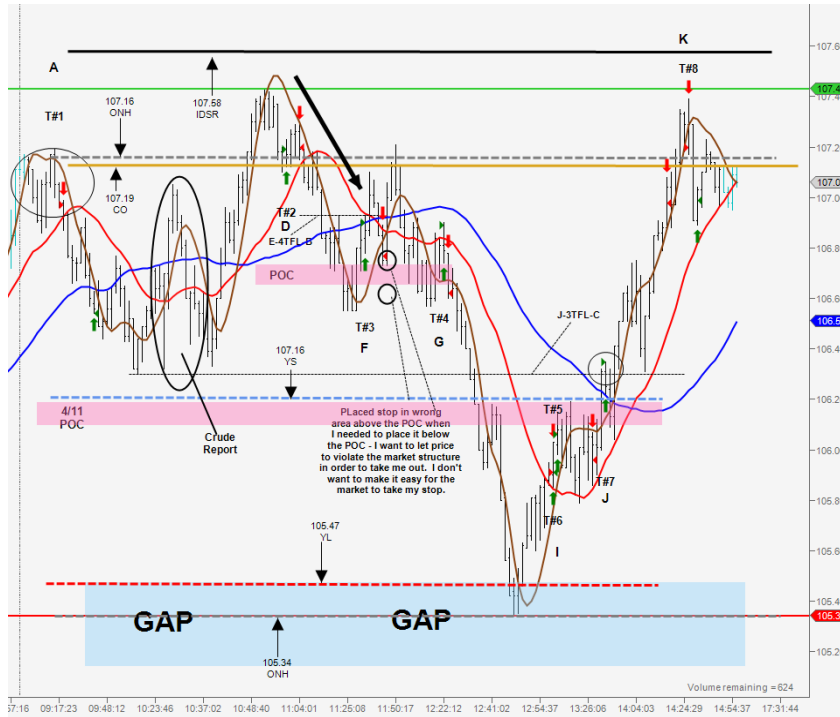 K
107.6
A
T#8
107.4
107.4
T#1
107.16
ONH
107.58
IDSR
107.2
107.0
107.0
107.19
CO
T#2
D
E-4TFL-B
106.8
POC
106.6
T#3
T#4
F
G
J-3TFL-C
106.5
106.4
107.16
YS
106.2
4/11
POC
PLaced stop in wrong
area above the POC when
I needed to place it below
the POC - I want to let price
to violate the market structure
in order to take me out. I don't
want to make it easy for the
market to take my stop.
T#5
Crude
Report
106.0
T#7
J
105.8
T#6
I
105.47
YL
105.6
105.4
GAP
GAP
105.3
105.34
ONH
105.2
Volume remaining = 624
57:16 09:17:23 09:48:12 10:23:46 10:37:02 10:48:40 11:04:01 11:25:08 11:50:17 12:22:12 12:41:02 12:54:37 13:26:06 14:04:03 14:24:29 14:54:37 17:31:44